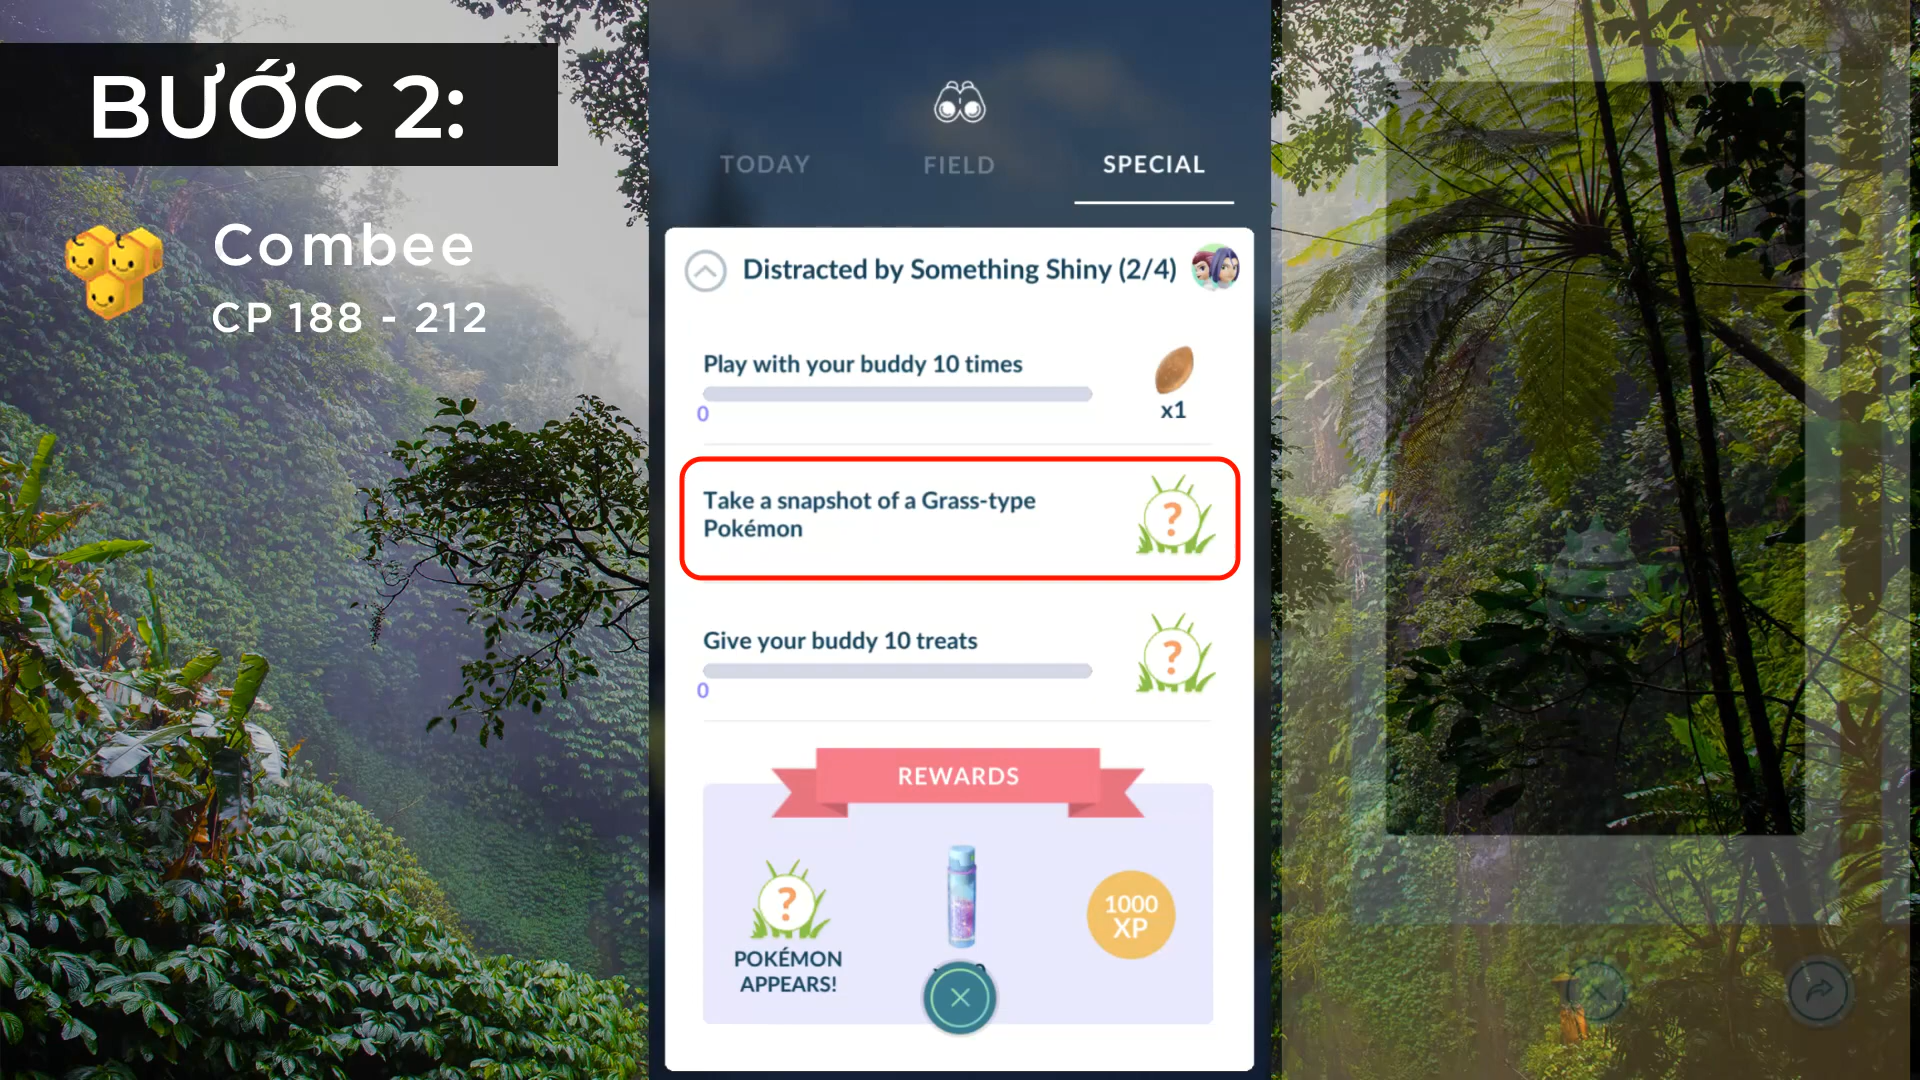 BƯỚC 2:
Combee
CP 188 - 212
TODAY
FIELD
SPECIAL
Distracted by Something Shiny (2/4)
Play with your buddy 10 times
0
x1
Take a snapshot of a Grass-type
Pokémon
?
Give your buddy 10 treats
0
?
REWARDS
?
POKÉMON
APPEARS!
1000
XP